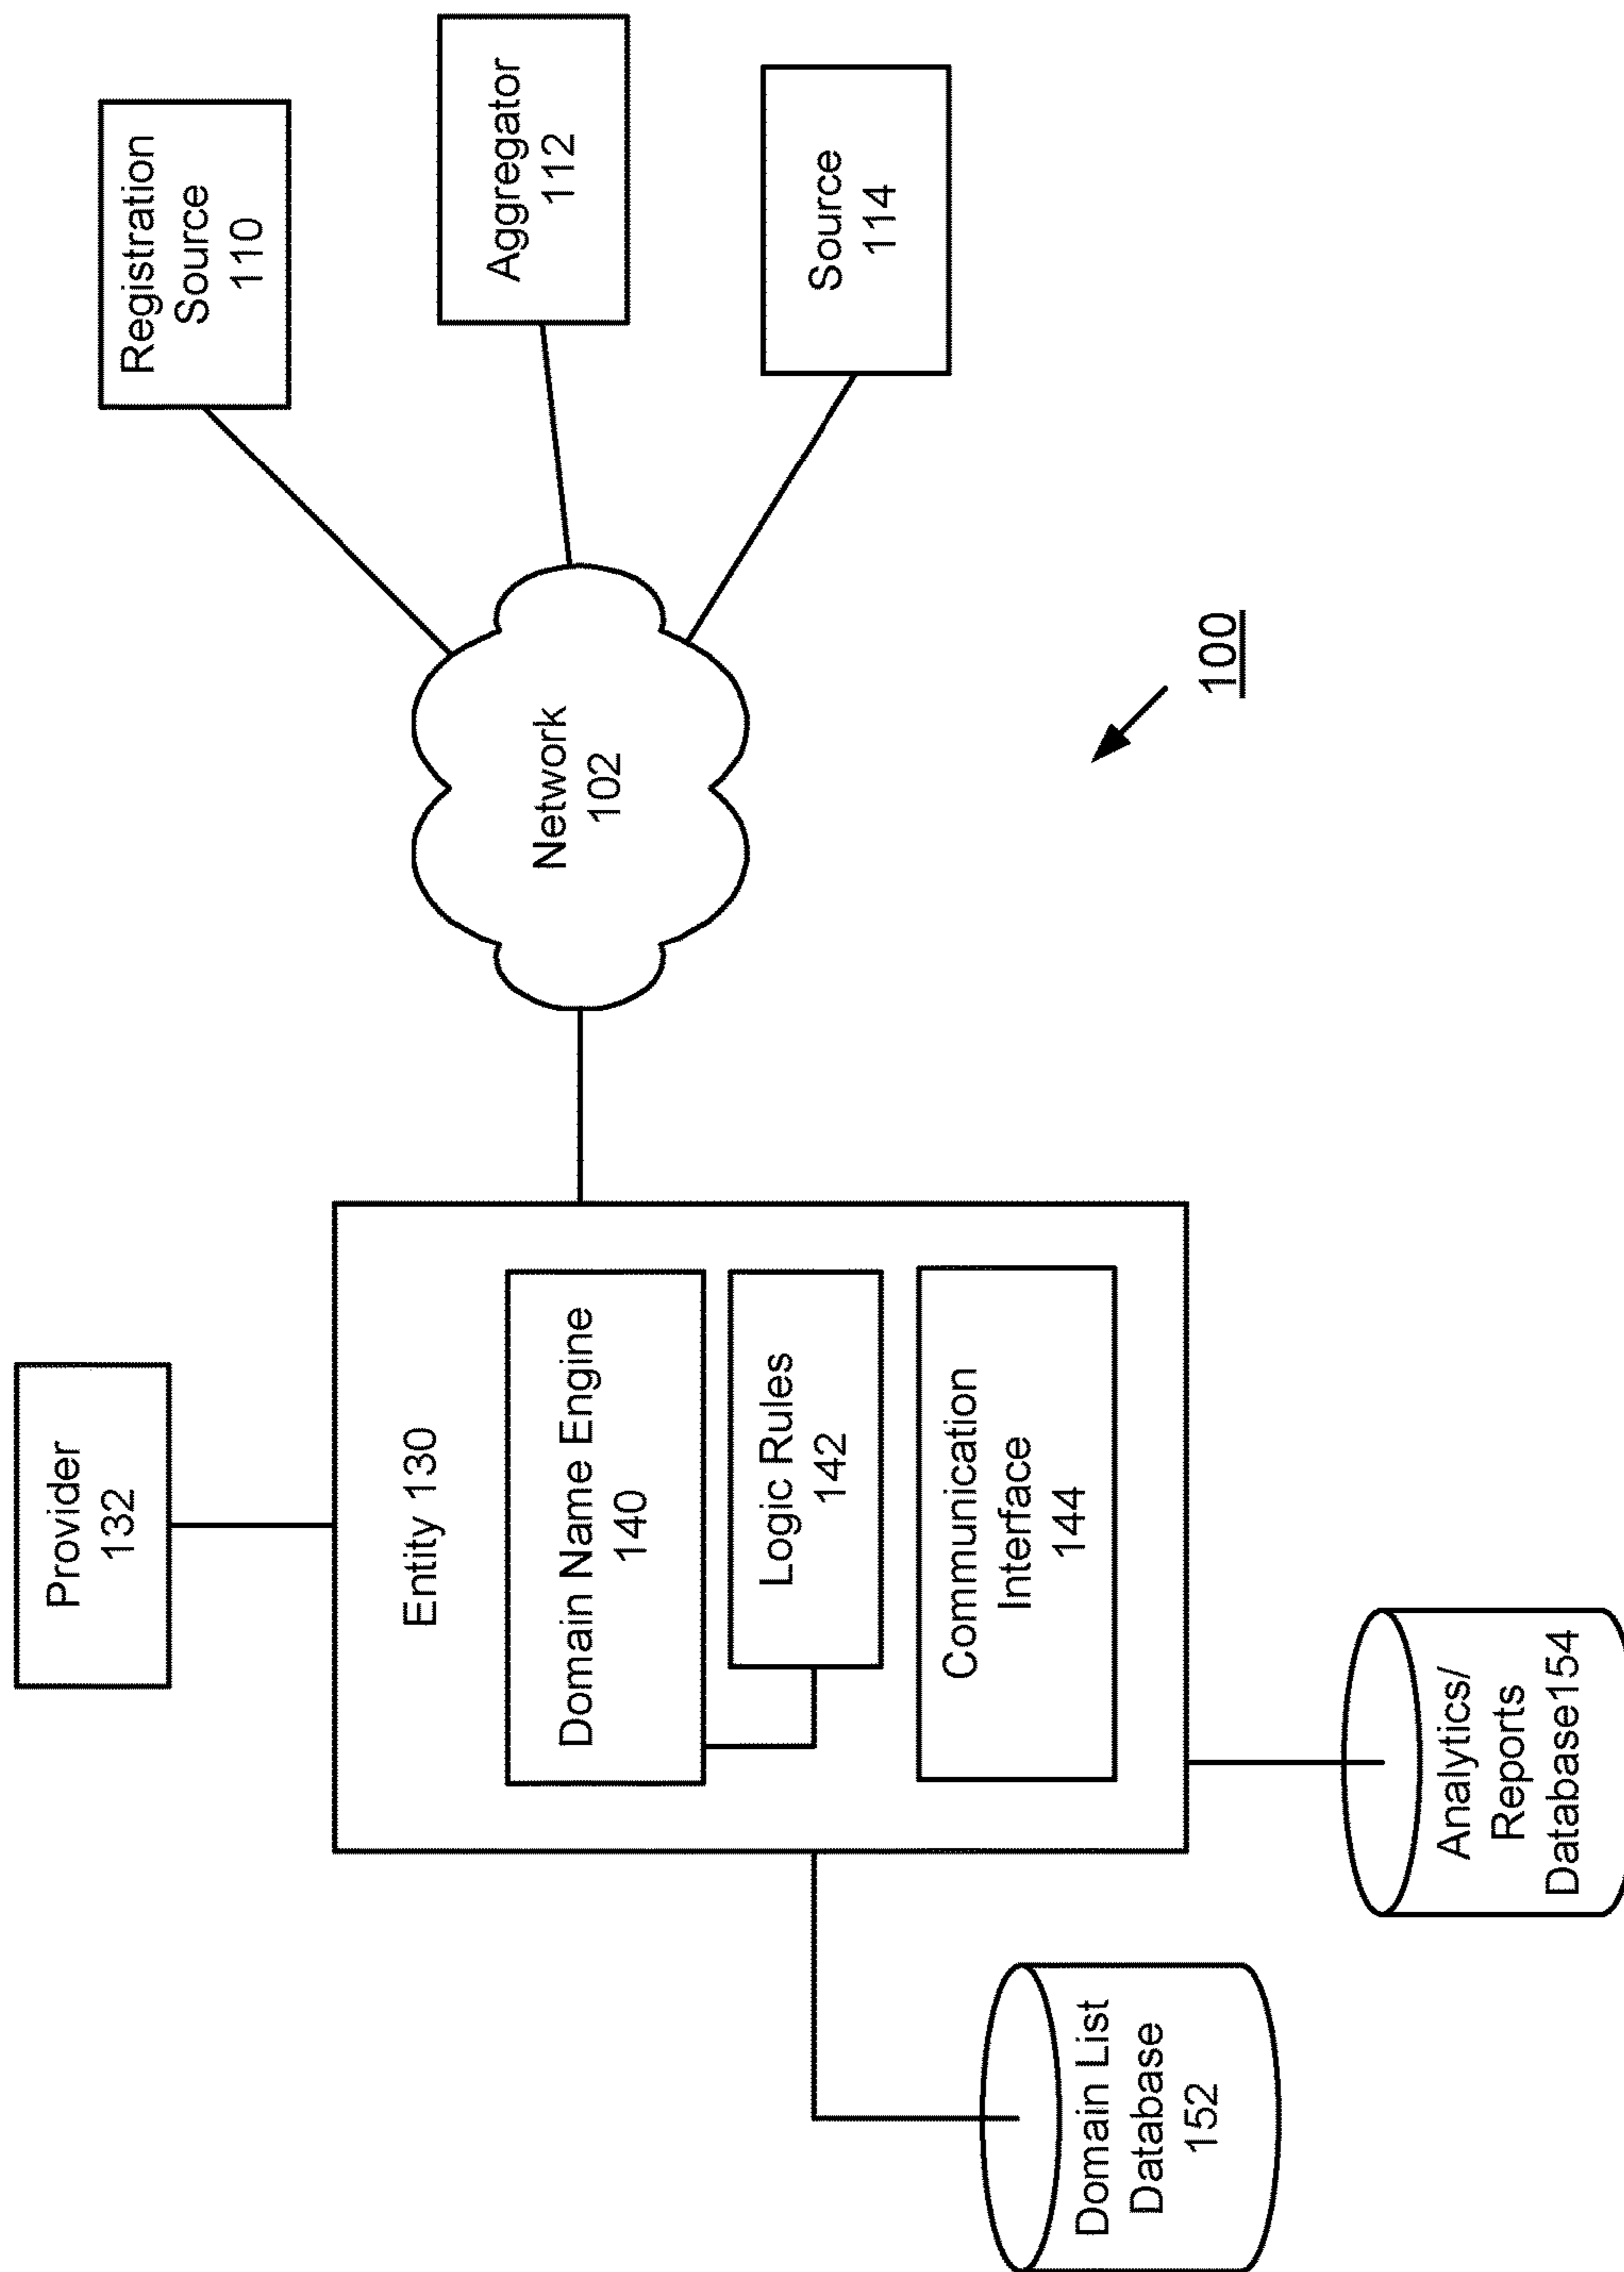 Registration
Source
110
Aggregator
112
Source
114
Network
102
100
Provider
132
Entity 130
Domain Name Engine
140
Logic Rules
142
Communication
Interface
144
Analytics/
Reports
Database154
Domain List
Database
152